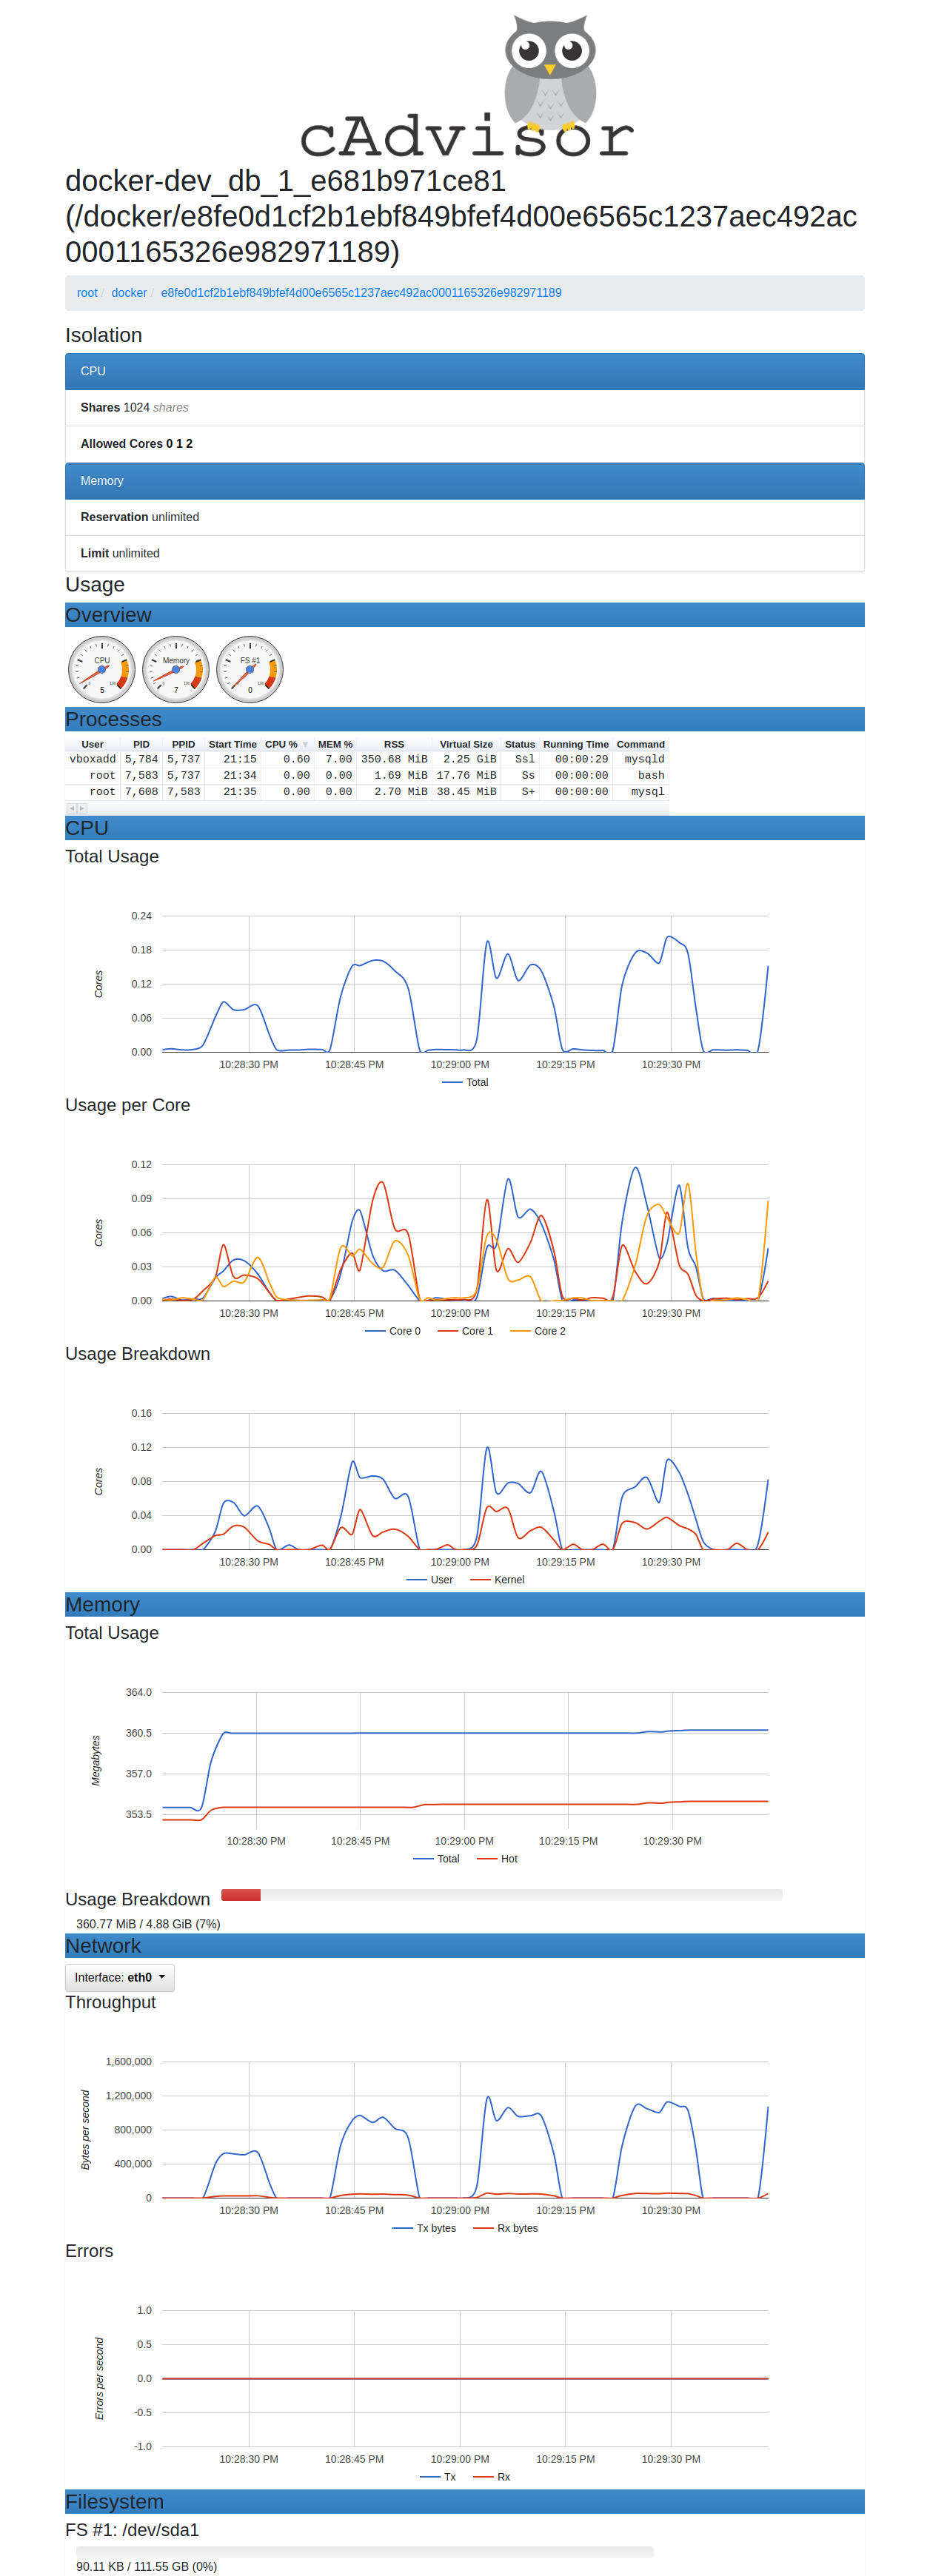 cAdvisor
docker-dev_db_1_e681b971ce81
(/docker/e8fe0d1cf2b1ebf849bfef4d00e6565c1237aec492ac
0001165326e982971189)
root / docker / e8fe0d1cf2b1ebf849bfef4d00e6565c1237aec492ac0001165326e982971189
Isolation
CPU
Shares 1024 shares
Allowed Cores 0 1 2
Memory
Reservation unlimited
Limit unlimited
Usage
Overview
CPU Memory FS #1
0 100 0 100 0 100
5 7 0
Processes
User PID PPID Start Time CPU % ▼ MEM % RSS Virtual Size Status Running Time Command
vboxadd 5,784 5,737 21:15 0.60 7.00 350.68 MiB 2.25 GiB Ssl 00:00:29 mysqld
root 7,583 5,737 21:34 0.00 0.00 1.69 MiB 17.76 MiB Ss 00:00:00 bash
root 7,608 7,583 21:35 0.00 0.00 2.70 MiB 38.45 MiB S+ 00:00:00 mysql
CPU
Total Usage
Cores
0.24
0.18
0.12
0.06
0.00
10:28:30 PM 10:28:45 PM 10:29:00 PM 10:29:15 PM 10:29:30 PM
Total
Usage per Core
Cores
0.12
0.09
0.06
0.03
0.00
10:28:30 PM 10:28:45 PM 10:29:00 PM 10:29:15 PM 10:29:30 PM
Core 0 Core 1 Core 2
Usage Breakdown
Cores
0.16
0.12
0.08
0.04
0.00
10:28:30 PM 10:28:45 PM 10:29:00 PM 10:29:15 PM 10:29:30 PM
User Kernel
Memory
Total Usage
Megabytes
364.0
360.5
357.0
353.5
10:28:30 PM 10:28:45 PM 10:29:00 PM 10:29:15 PM 10:29:30 PM
Total Hot
Usage Breakdown
360.77 MiB / 4.88 GiB (7%)
Network
Interface: eth0
Throughput
Bytes per second
1,600,000
1,200,000
800,000
400,000
0
10:28:30 PM 10:28:45 PM 10:29:00 PM 10:29:15 PM 10:29:30 PM
Tx bytes Rx bytes
Errors
Errors per second
1.0
0.5
0.0
-0.5
-1.0
10:28:30 PM 10:28:45 PM 10:29:00 PM 10:29:15 PM 10:29:30 PM
Tx Rx
Filesystem
FS #1: /dev/sda1
90.11 KB / 111.55 GB (0%)